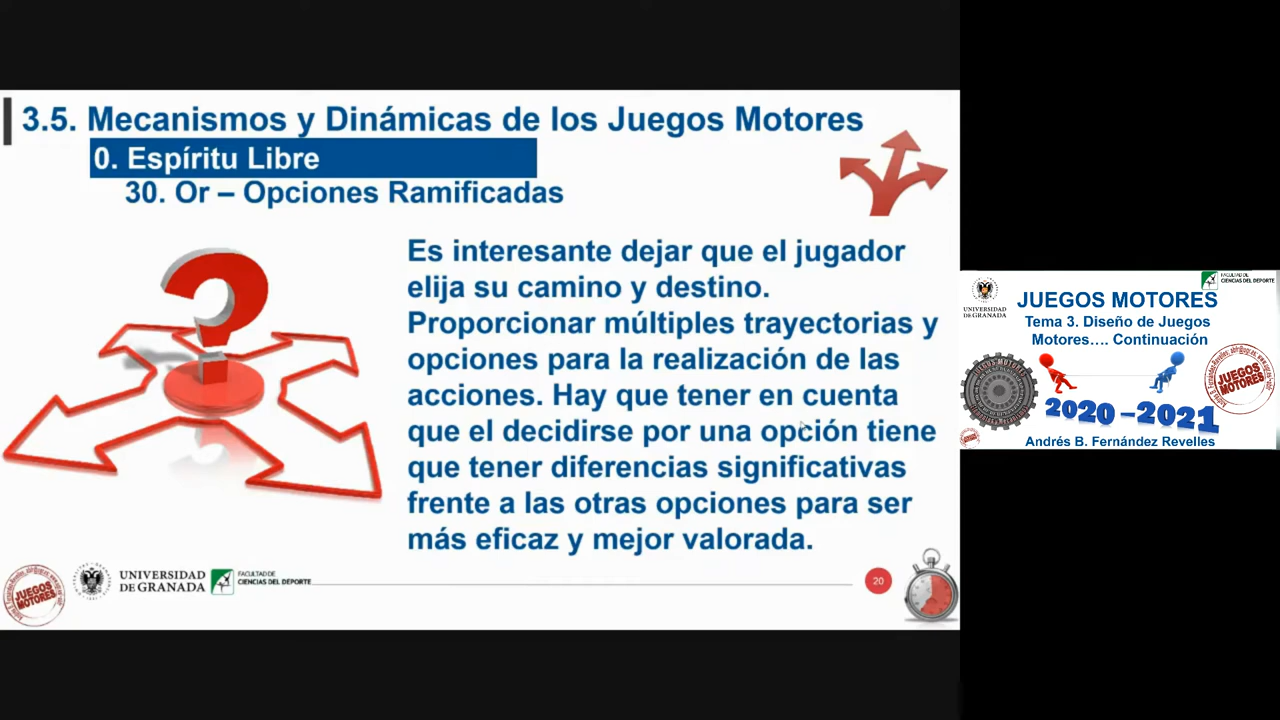 3.5. Mecanismos y Dinámicas de los Juegos Motores
0. Espíritu Libre
30. Or – Opciones Ramificadas
Es interesante dejar que el jugador
elija su camino y destino.
Proporcionar múltiples trayectorias y
opciones para la realización de las
acciones. Hay que tener en cuenta
que el decidirse por una opción tiene
que tener diferencias significativas
frente a las otras opciones para ser
más eficaz y mejor valorada.
JUEGOS
MOTORES
UNIVERSIDAD
DE GRANADA
FACULTAD DE
CIENCIAS DEL DEPORTE
20
UNIVERSIDAD
DE GRANADA
FACULTAD DE
CIENCIAS DEL DEPORTE
JUEGOS MOTORES
Tema 3. Diseño de Juegos
Motores.... Continuación
JUEGOS
MOTORES
2020 –2021
Andrés B. Fernández Revelles